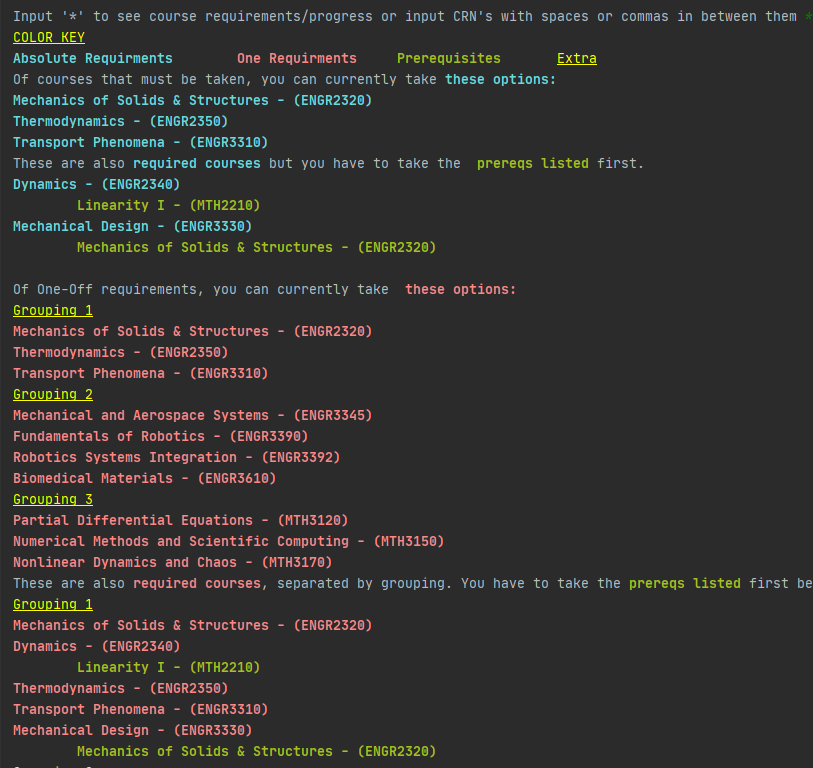 Input '*' to see course requirements/progress or input CRN's with spaces or commas in between them *
COLOR KEY
Absolute Requirments One Requirments Prerequisites Extra
Of courses that must be taken, you can currently take these options:
Mechanics of Solids & Structures - (ENGR2320)
Thermodynamics - (ENGR2350)
Transport Phenomena - (ENGR3310)
These are also required courses but you have to take the prereqs listed first.
Dynamics - (ENGR2340)
Linearity I - (MTH2210)
Mechanical Design - (ENGR3330)
Mechanics of Solids & Structures - (ENGR2320)
Of One-Off requirements, you can currently take these options:
Grouping 1
Mechanics of Solids & Structures - (ENGR2320)
Thermodynamics - (ENGR2350)
Transport Phenomena - (ENGR3310)
Grouping 2
Mechanical and Aerospace Systems - (ENGR3345)
Fundamentals of Robotics - (ENGR3390)
Robotics Systems Integration - (ENGR3392)
Biomedical Materials - (ENGR3610)
Grouping 3
Partial Differential Equations - (MTH3120)
Numerical Methods and Scientific Computing - (MTH3150)
Nonlinear Dynamics and Chaos - (MTH3170)
These are also required courses, separated by grouping. You have to take the prereqs listed first be
Grouping 1
Mechanics of Solids & Structures - (ENGR2320)
Dynamics - (ENGR2340)
Linearity I - (MTH2210)
Thermodynamics - (ENGR2350)
Transport Phenomena - (ENGR3310)
Mechanical Design - (ENGR3330)
Mechanics of Solids & Structures - (ENGR2320)